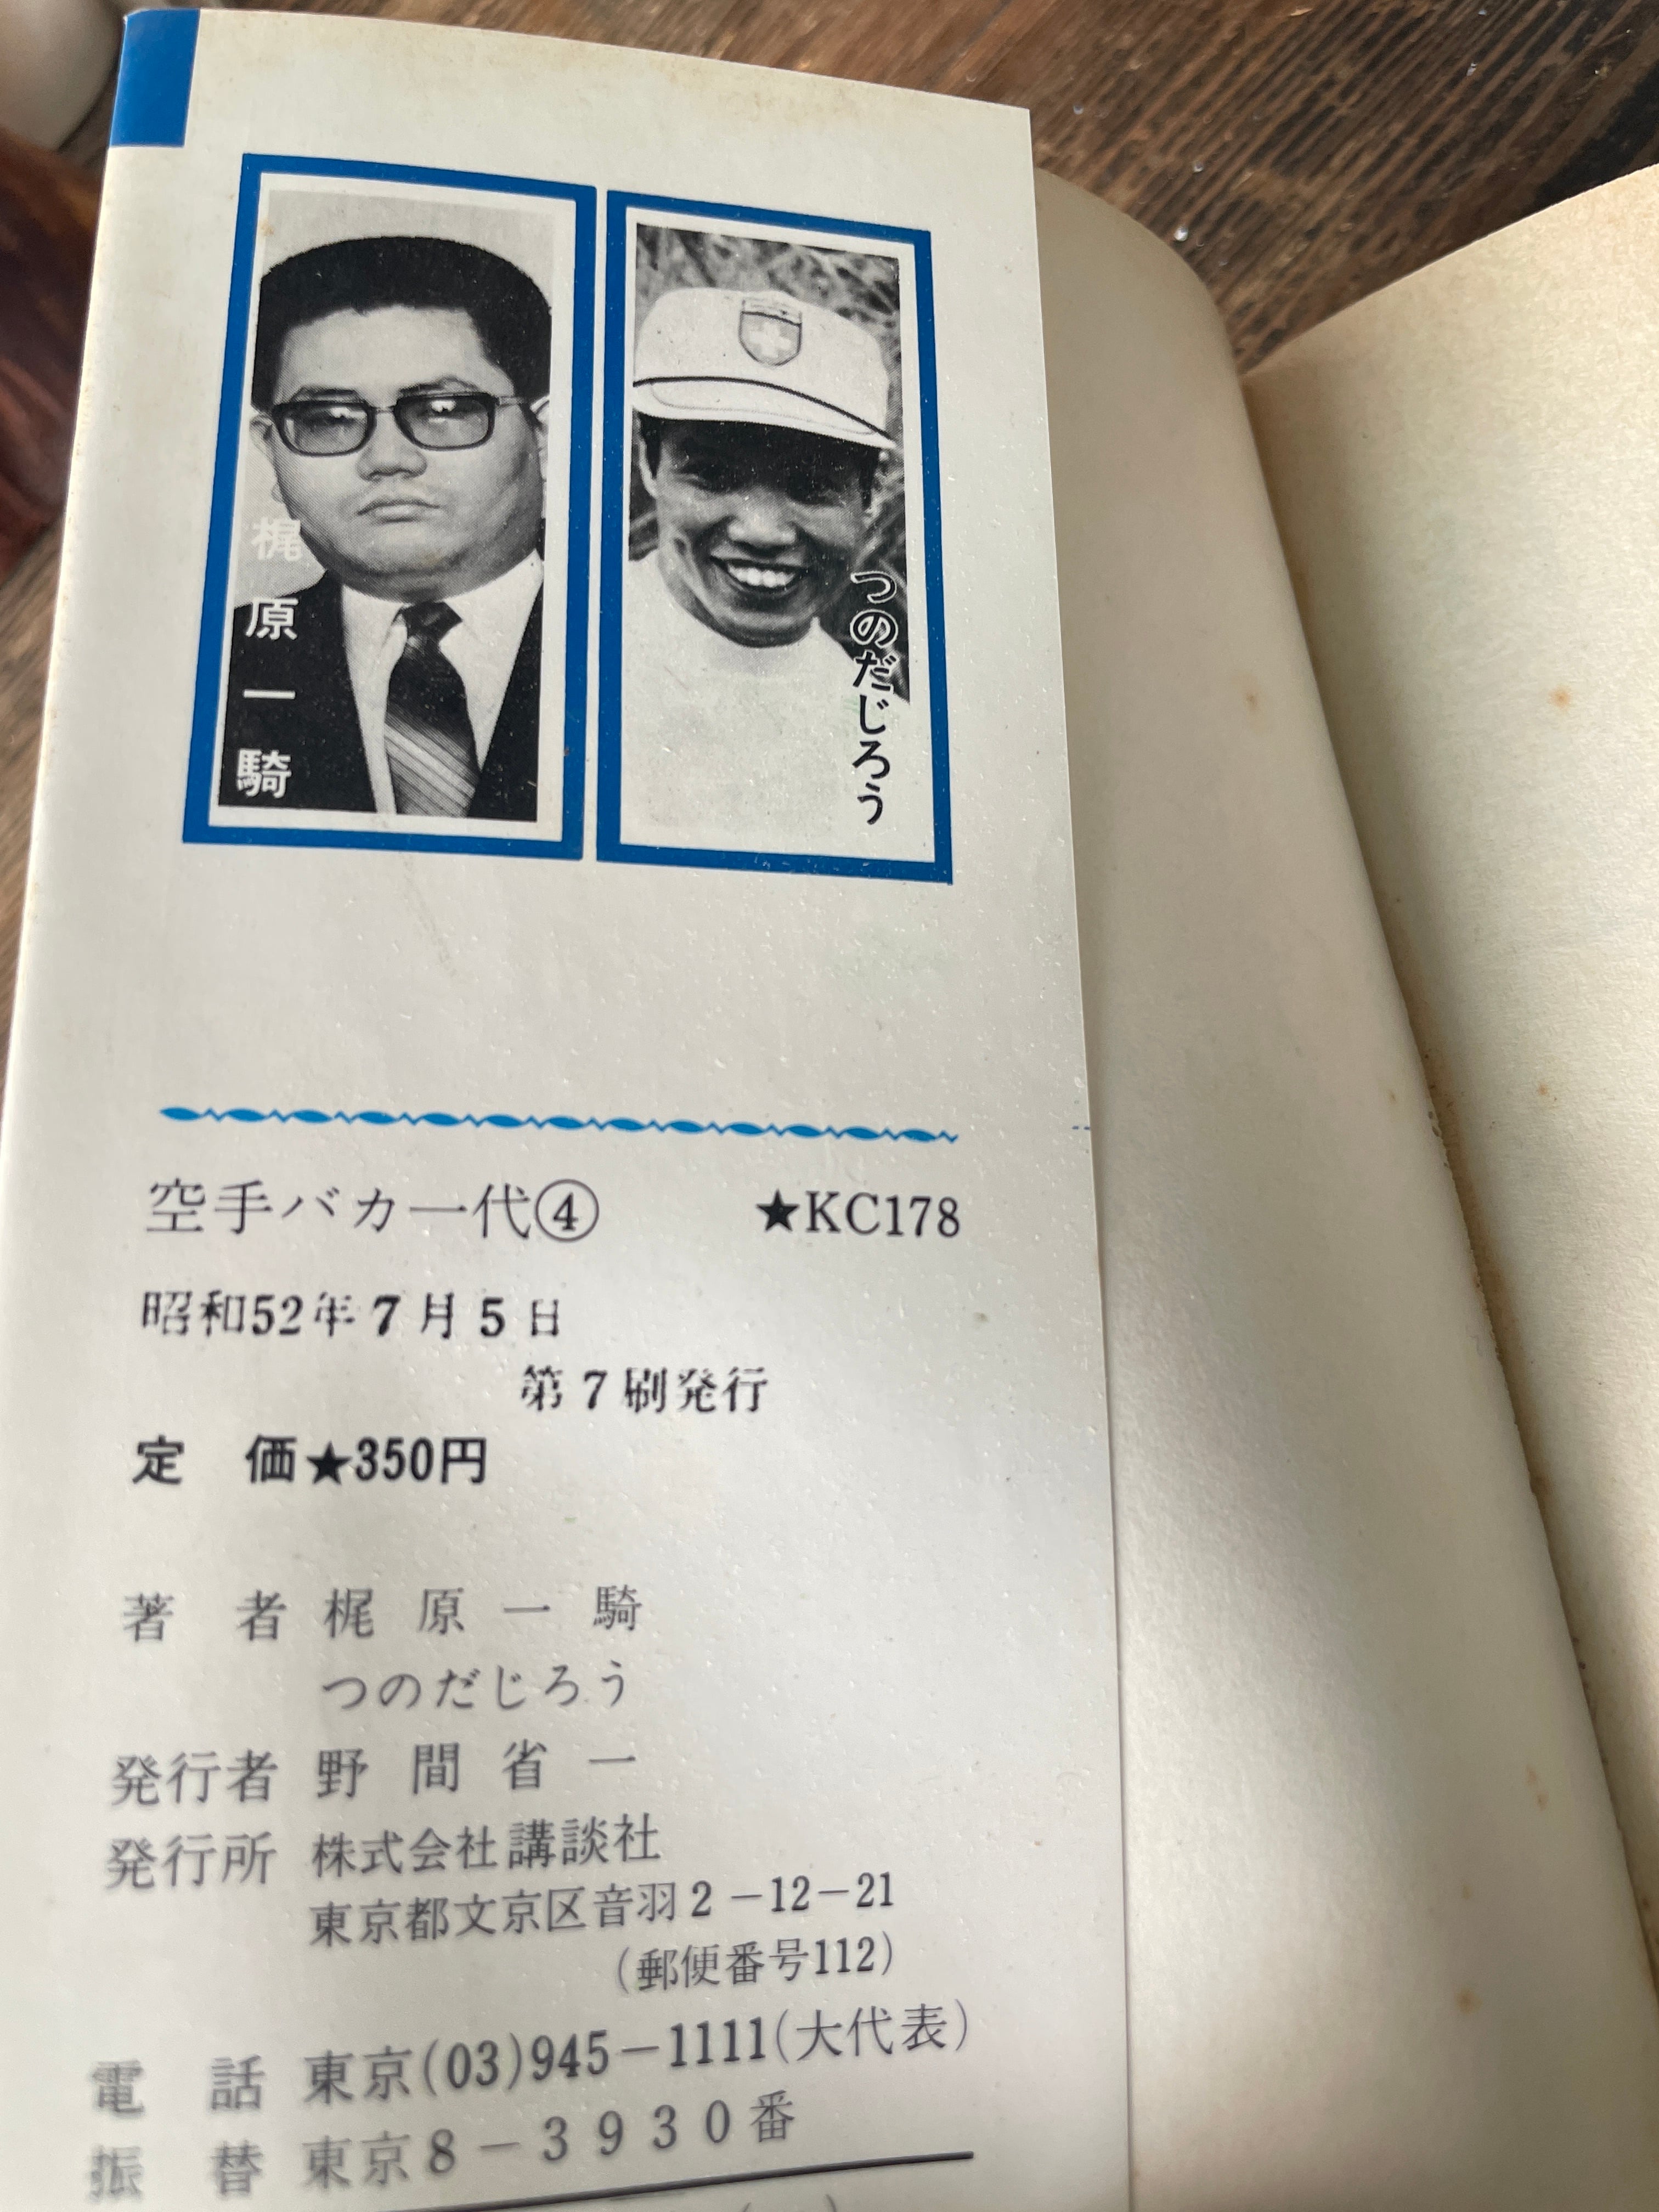 梶原一騎
つのだじろう
空手バカ一代④ ★KC178
昭和52年7月5日
第7刷発行
定 価★350円
著 者 梶原一騎
つのだじろう
発行者 野間省一
発行所 株式会社講談社
東京都文京区音羽2-12-21
(郵便番号112)
電 話 東京(03)945-1111(大代表)
振 替 東京8-3930番